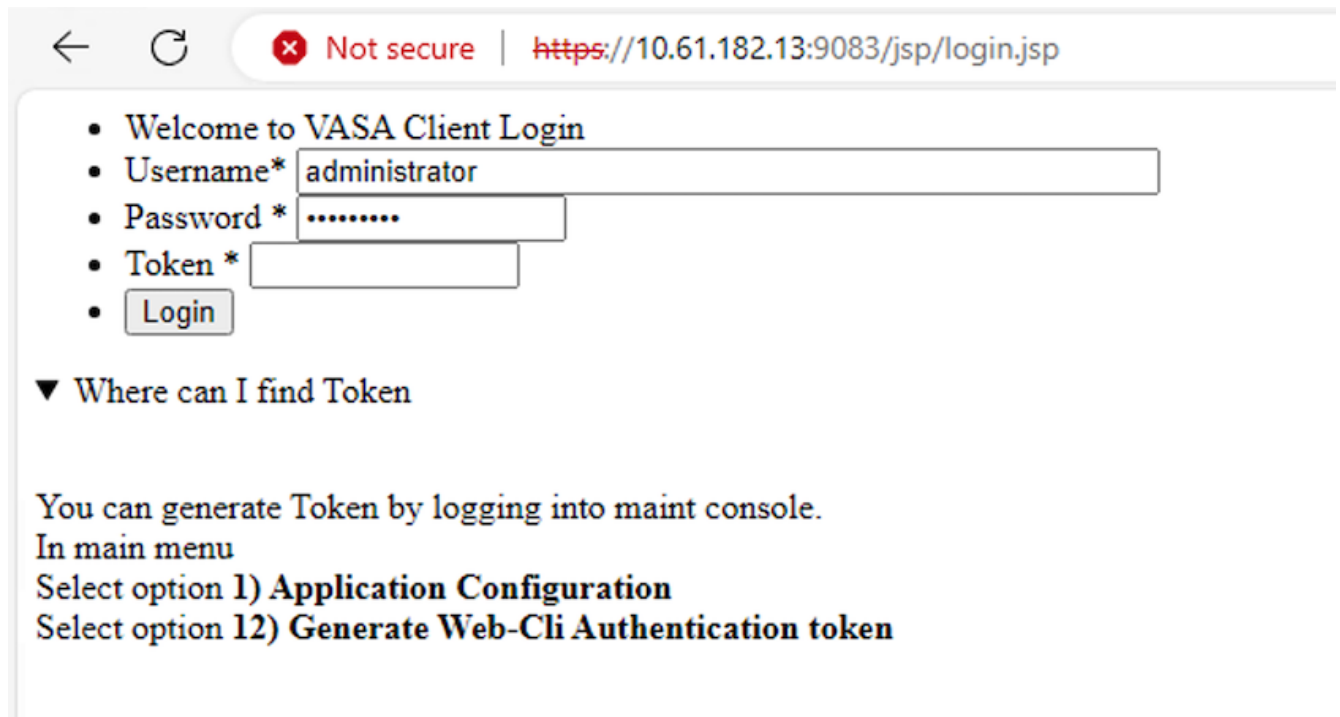 Not secure | https://10.61.182.13:9083/jsp/login.jsp
• Welcome to VASA Client Login
• Username* administrator
• Password * •••••••••
• Token *
• Login
▼ Where can I find Token
You can generate Token by logging into maint console.
In main menu
Select option 1) Application Configuration
Select option 12) Generate Web-Cli Authentication token